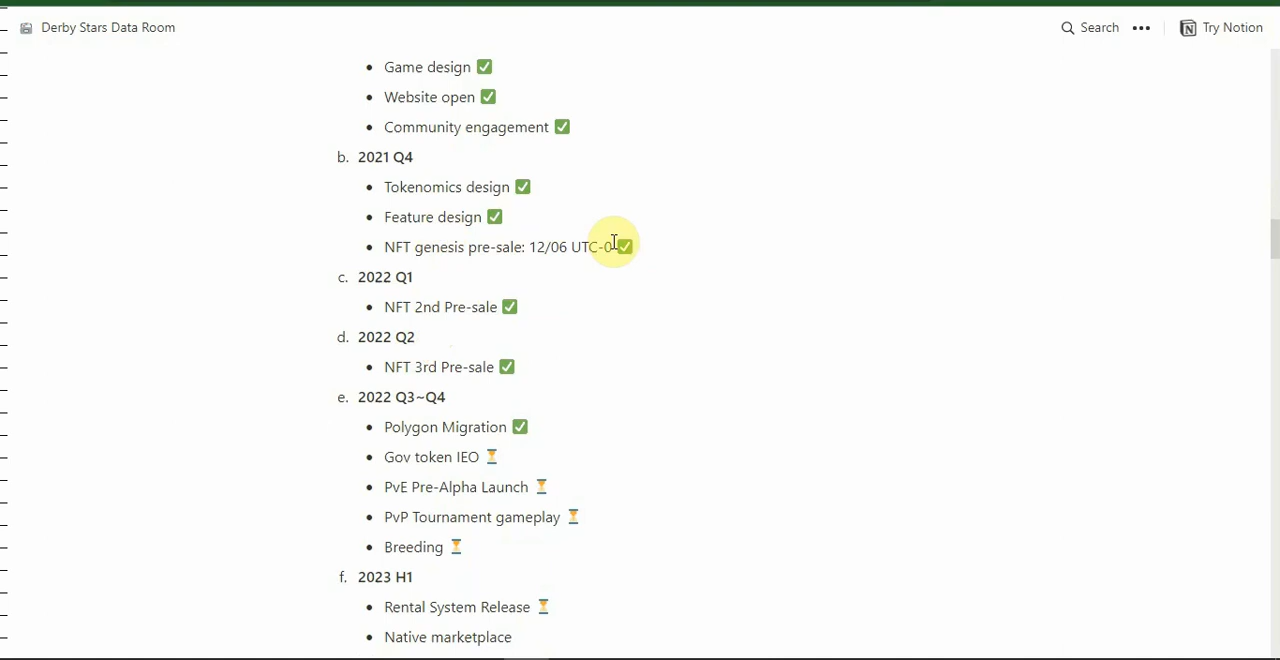 Derby Stars Data Room
Search
Try Notion
Game design ✅
Website open ✅
Community engagement ✅
b. 2021 Q4
Tokenomics design ✅
Feature design ✅
NFT genesis pre-sale: 12/06 UTC-0 ✅
c. 2022 Q1
NFT 2nd Pre-sale ✅
d. 2022 Q2
NFT 3rd Pre-sale ✅
e. 2022 Q3~Q4
Polygon Migration ✅
Gov token IEO ⏳
PvE Pre-Alpha Launch ⏳
PvP Tournament gameplay ⏳
Breeding ⏳
f. 2023 H1
Rental System Release ⏳
Native marketplace